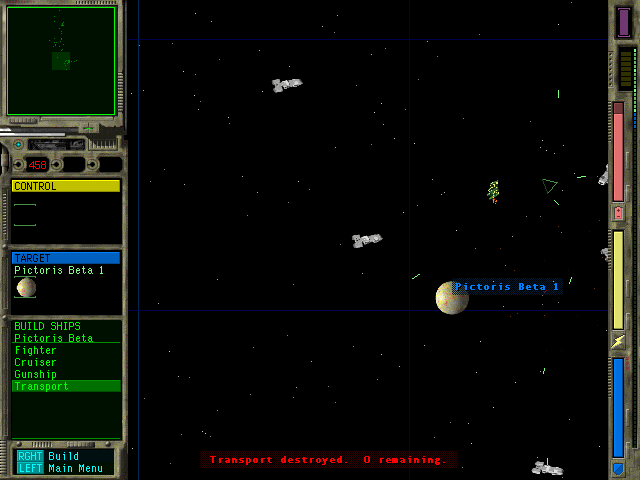 458
CONTROL
TARGET
Pictoris Beta 1
Pictoris Beta 1
BUILD SHIPS
Pictoris Beta
Fighter
Cruiser
Gunship
Transport
RGHT Build
LEFT Main Menu
Transport destroyed. 0 remaining.